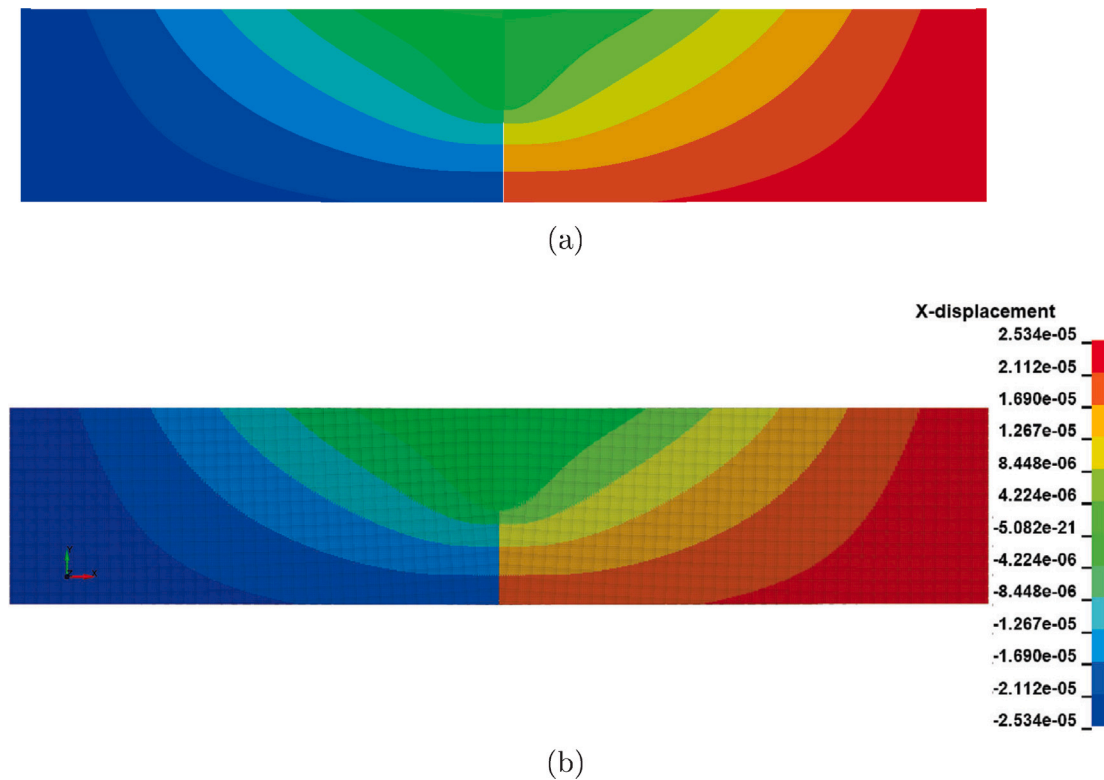 (a)
X-displacement
2.534e-05
2.112e-05
1.690e-05
1.267e-05
8.448e-06
4.224e-06
-5.082e-21
-4.224e-06
-8.448e-06
-1.267e-05
-1.690e-05
-2.112e-05
-2.534e-05
Y
X
(b)